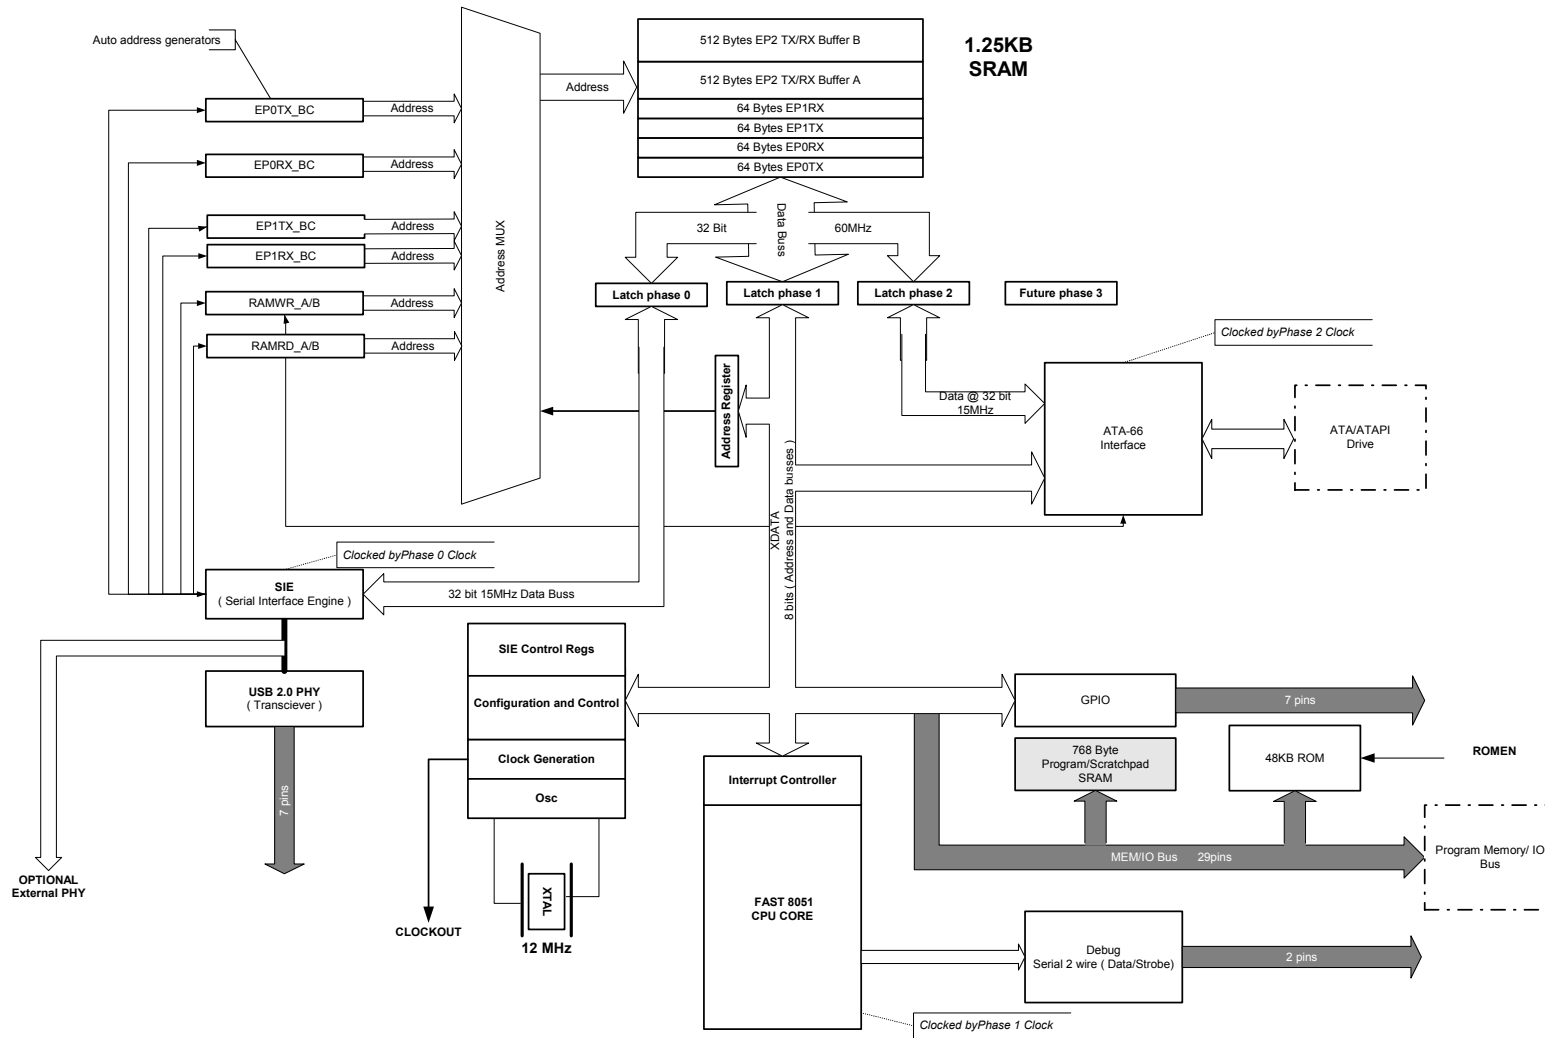 Auto address generators
EP0TX_BC
EP0RX_BC
EP1TX_BC
EP1RX_BC
RAMWR_A/B
RAMRD_A/B
Address
Address
Address
Address
Address
Address
Address MUX
Address
512 Bytes EP2 TX/RX Buffer B
512 Bytes EP2 TX/RX Buffer A
64 Bytes EP1RX
64 Bytes EP1TX
64 Bytes EP0RX
64 Bytes EP0TX
1.25KB
SRAM
32 Bit
Data Buss
60MHz
Latch phase 0
Latch phase 1
Latch phase 2
Future phase 3
Clocked byPhase 2 Clock
Address Register
Data @ 32 bit
15MHz
ATA-66
Interface
ATA/ATAPI
Drive
XDATA
8 bits ( Address and Data busses )
Clocked byPhase 0 Clock
SIE
( Serial Interface Engine )
32 bit 15MHz Data Buss
USB 2.0 PHY
( Transciever )
7 pins
OPTIONAL
External PHY
SIE Control Regs
Configuration and Control
Clock Generation
Osc
XTAL
12 MHz
CLOCKOUT
Interrupt Controller
FAST 8051
CPU CORE
GPIO
7 pins
768 Byte
Program/Scratchpad
SRAM
48KB ROM
ROMEN
MEM/IO Bus 29pins
Program Memory/ IO
Bus
Debug
Serial 2 wire ( Data/Strobe)
2 pins
Clocked byPhase 1 Clock